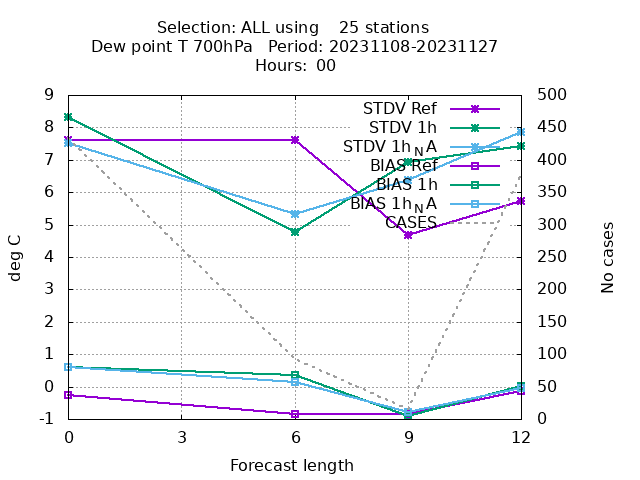 Selection: ALL using    25 stations
Dew point T 700hPa   Period: 20231108-20231127
Hours:  00
STDV Ref
STDV 1h
STDV 1hNA
BIAS Ref
BIAS 1h
BIAS 1hNA
CASES
9
8
7
6
5
4
3
2
1
0
-1
deg C
500
450
400
350
300
250
200
150
100
50
0
No cases
0 3 6 9 12
Forecast length